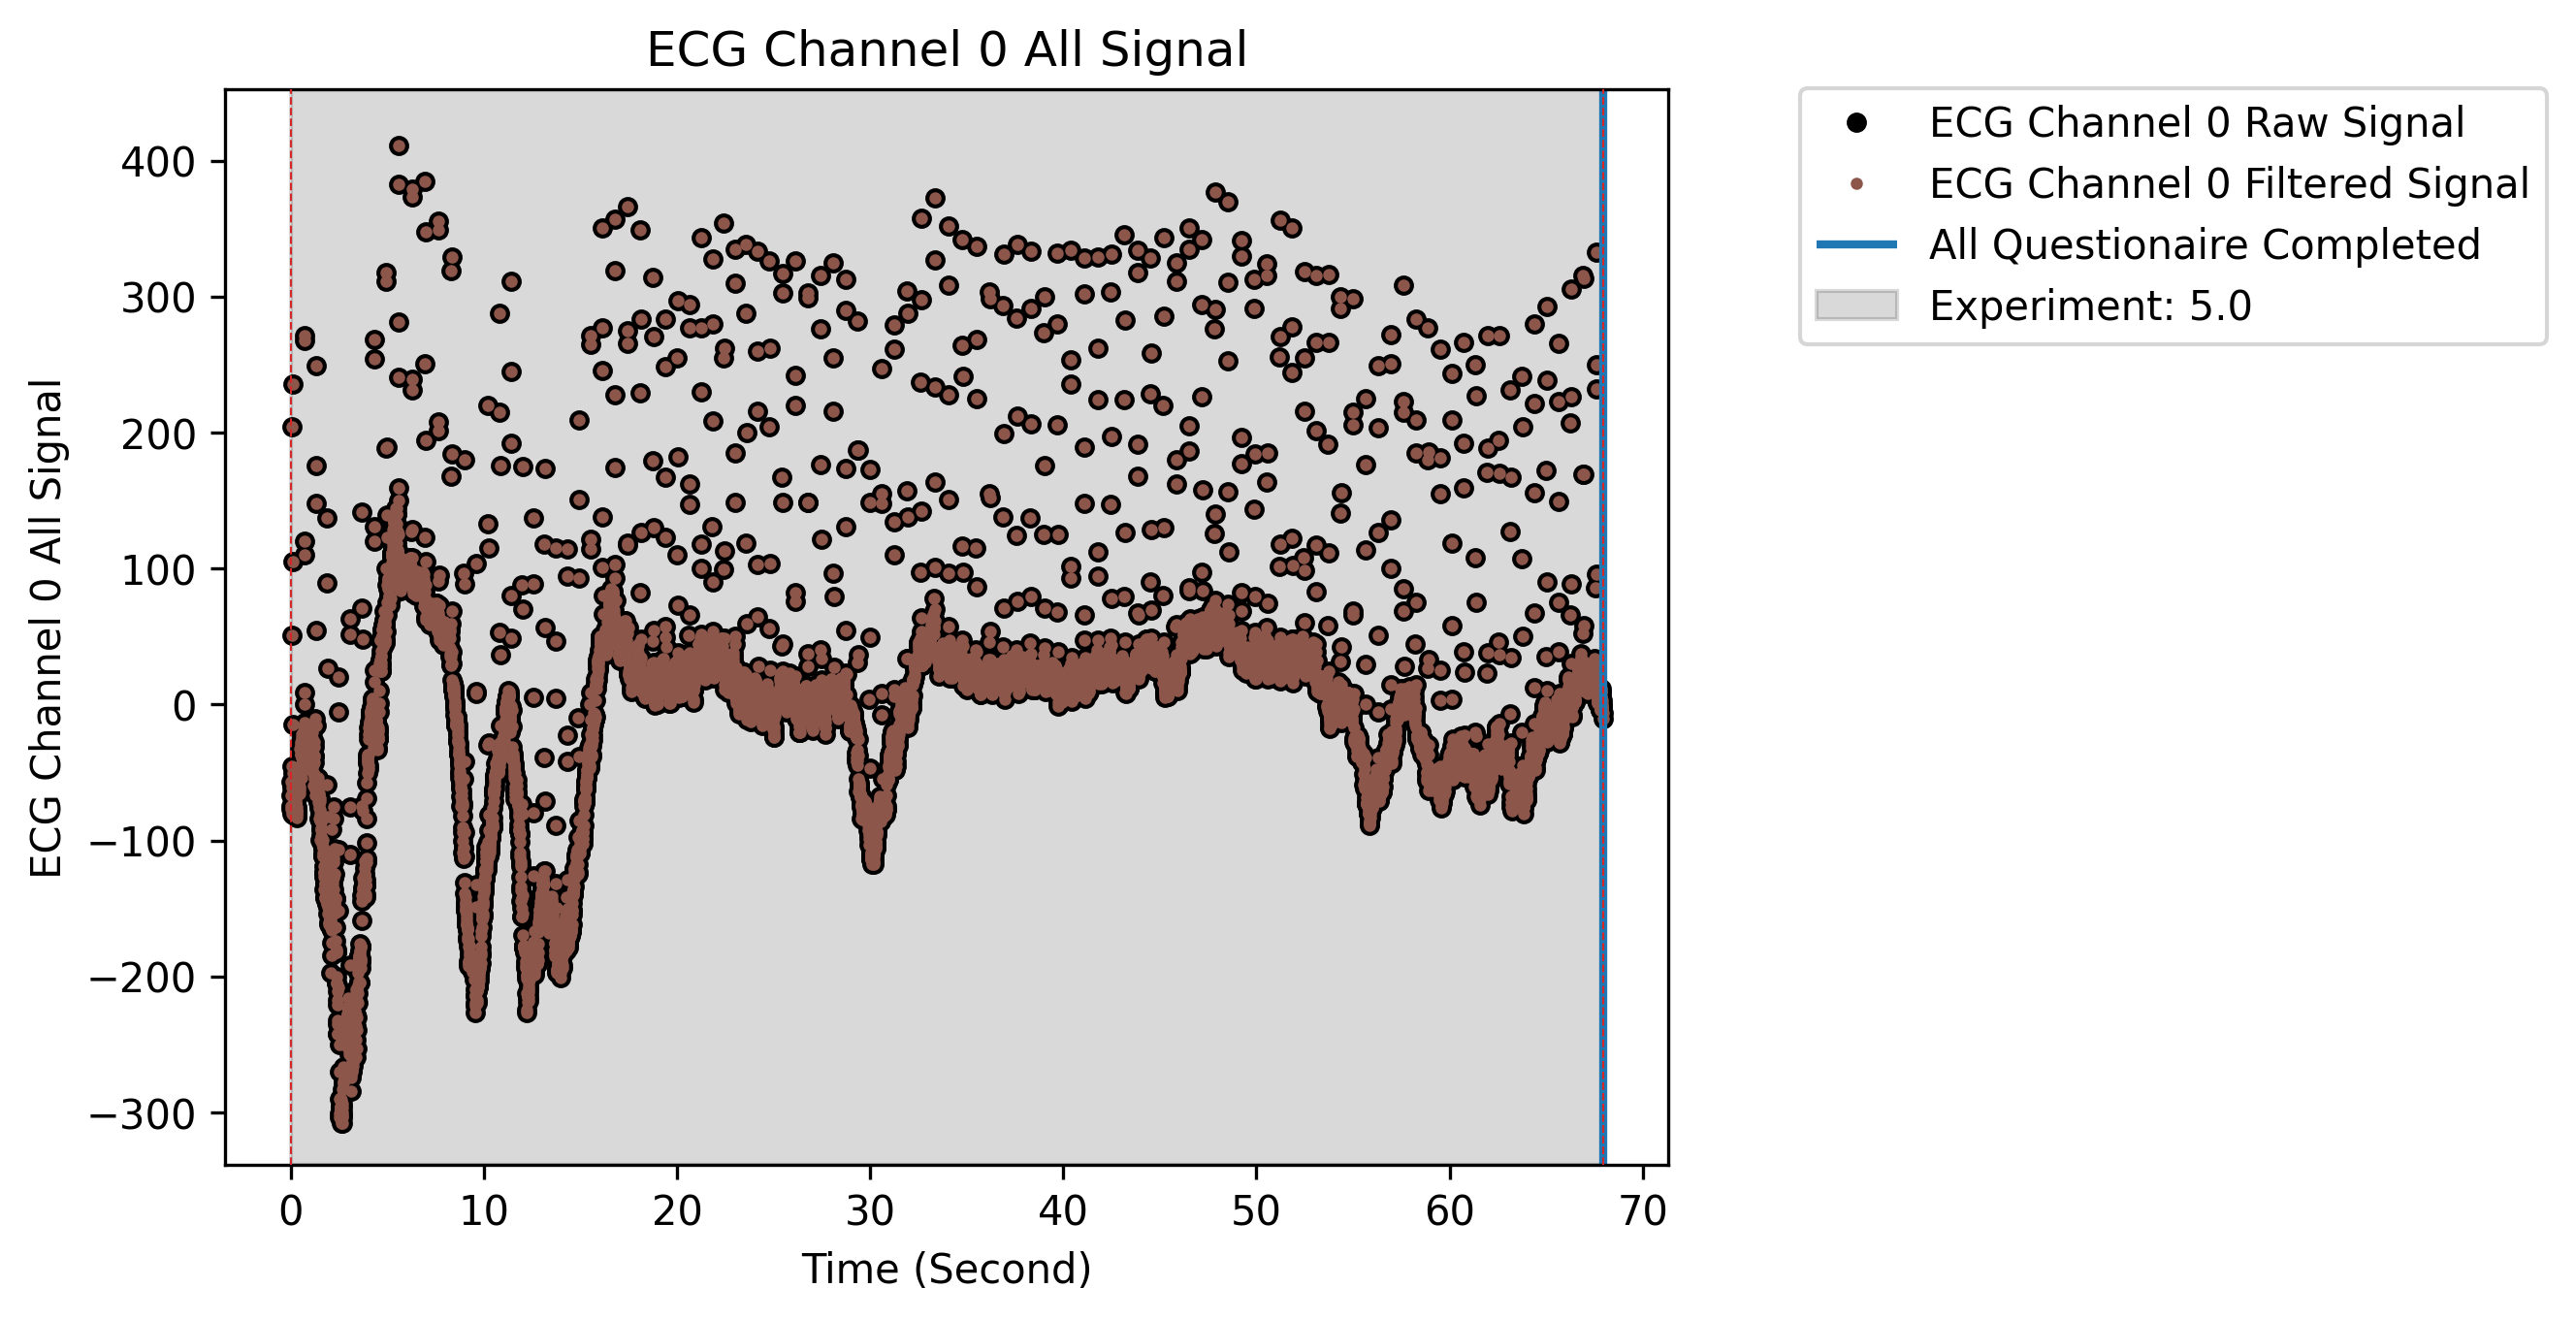 ECG Channel 0 All Signal
ECG Channel 0 Raw Signal
ECG Channel 0 Filtered Signal
All Questionaire Completed
Experiment: 5.0
ECG Channel 0 All Signal
400
300
200
100
0
−100
−200
−300
0 10 20 30 40 50 60 70
Time (Second)